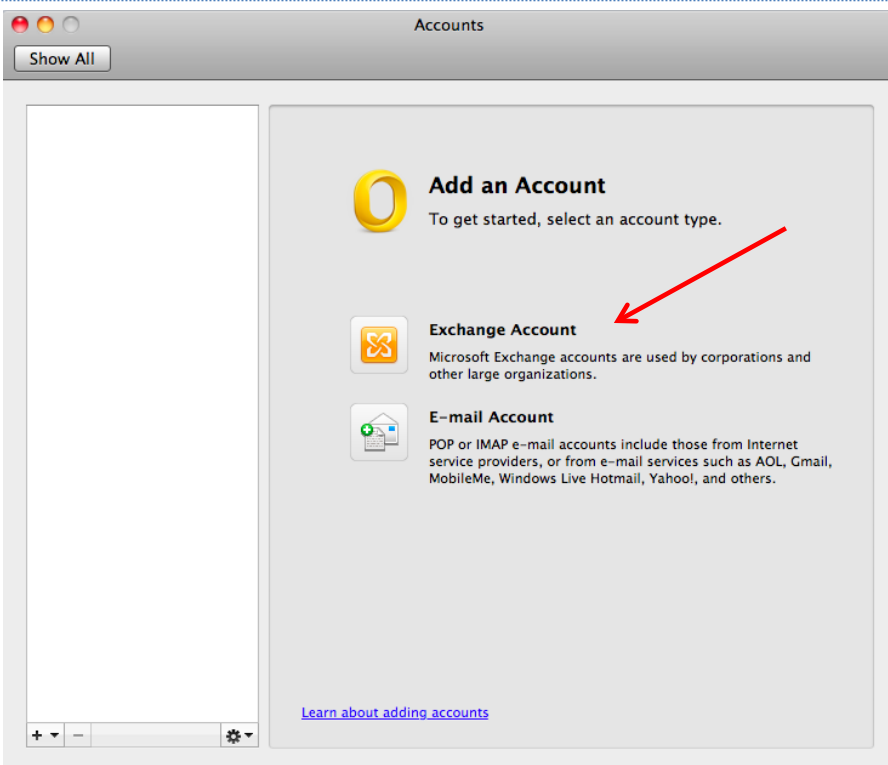 Accounts
Show All
Add an Account
To get started, select an account type.
Exchange Account
Microsoft Exchange accounts are used by corporations and
other large organizations.
E-mail Account
POP or IMAP e-mail accounts include those from Internet
service providers, or from e-mail services such as AOL, Gmail,
MobileMe, Windows Live Hotmail, Yahoo!, and others.
Learn about adding accounts